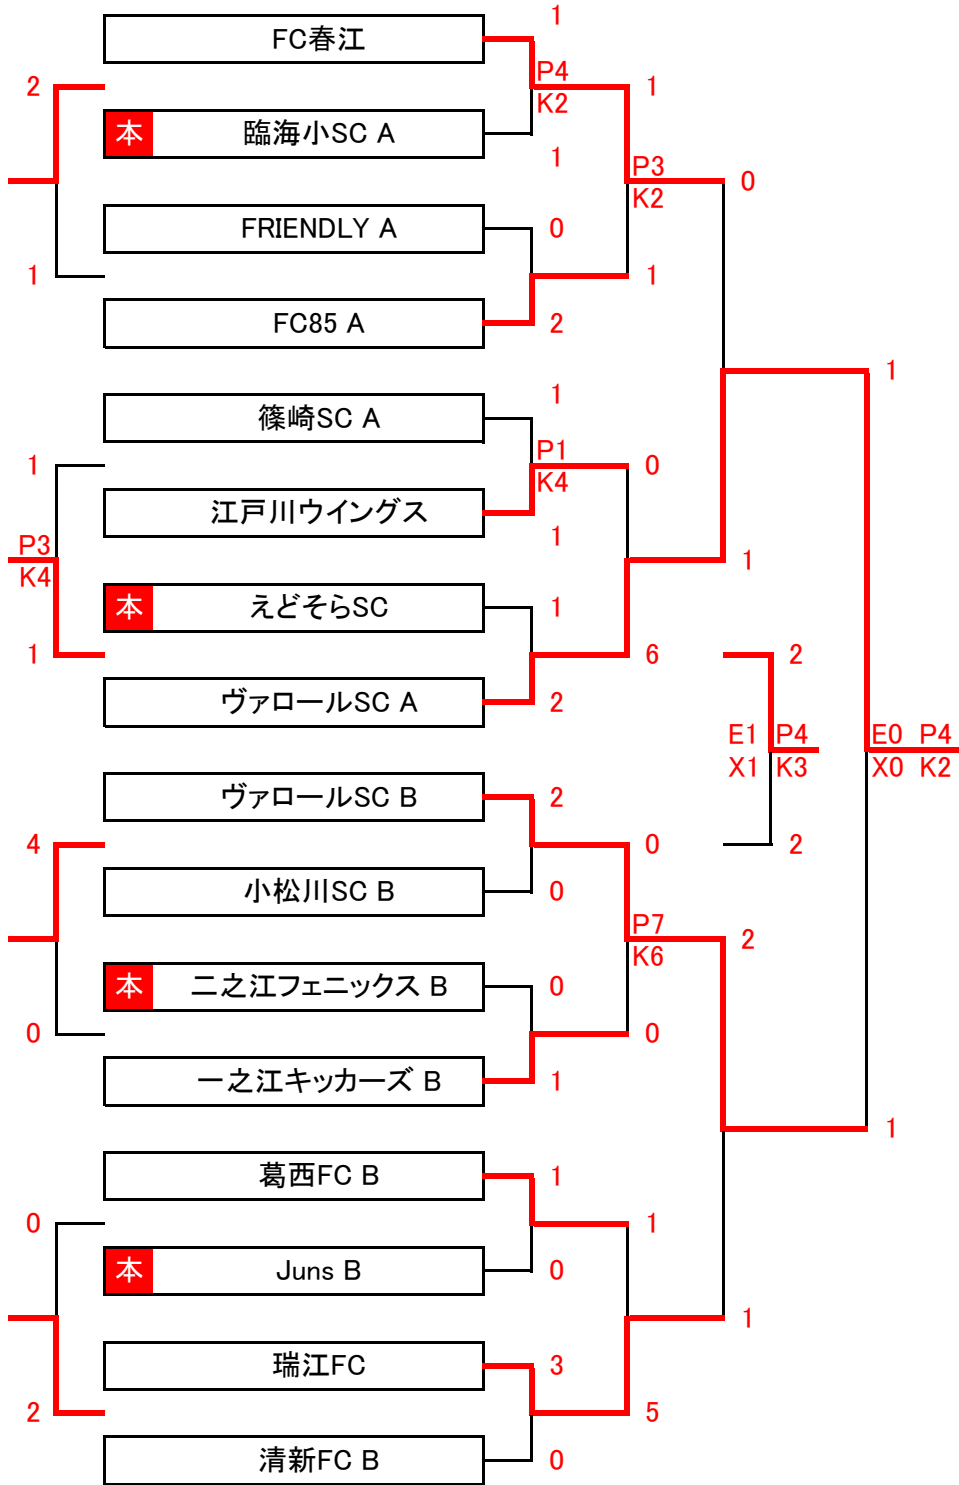 1
FC春江
P4
2
1
K2
本 臨海小SC A
1
P3
0
K2
FRIENDLY A
0
1
1
FC85 A
2
1
1
篠崎SC A
P1
1
0
K4
江戸川ウイングス
1
P3
1
K4
本 えどそらSC
1
1
6
2
ヴァロールSC A
2
E1 P4
E0 P4
X1 K3
X0 K2
ヴァロールSC B
2
4
0
2
小松川SC B
0
P7
2
K6
本 二之江フェニックス B
0
0
0
一之江キッカーズ B
1
1
葛西FC B
1
0
1
本 Juns B
0
1
瑞江FC
3
2
5
清新FC B
0